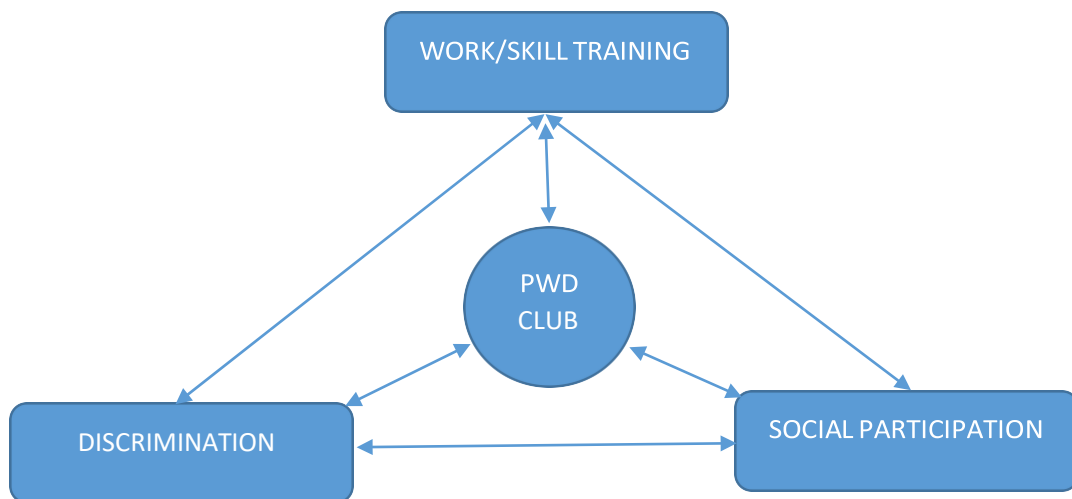 WORK/SKILL TRAINING
PWD
CLUB
DISCRIMINATION
SOCIAL PARTICIPATION